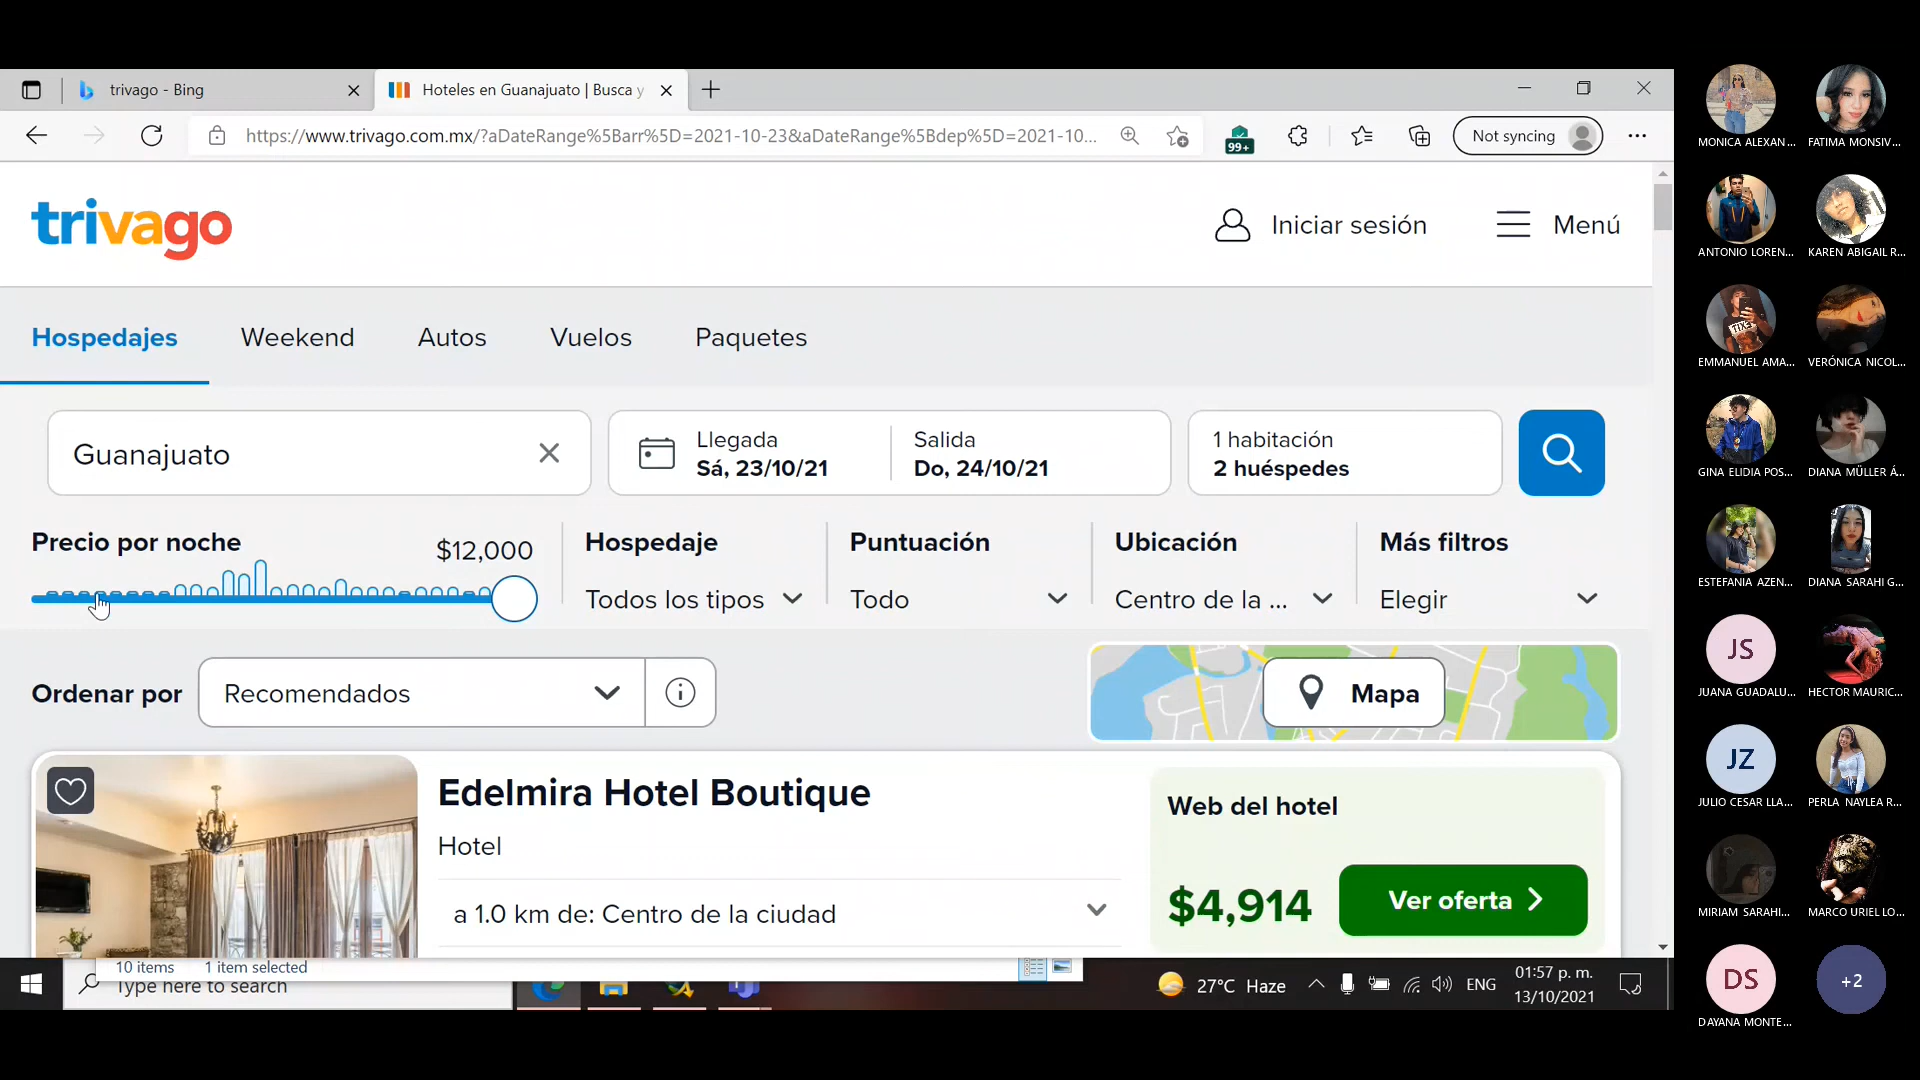 trivago - Bing
Hoteles en Guanajuato | Busca y
https://www.trivago.com.mx/?aDateRange%5Barr%5D=2021-10-23&aDateRange%5Bdep%5D=2021-10...
99+
Not syncing
trivago
Iniciar sesión
Menú
Hospedajes
Weekend
Autos
Vuelos
Paquetes
Guanajuato
Llegada
Sá, 23/10/21
Salida
Do, 24/10/21
1 habitación
2 huéspedes
Precio por noche
$12,000
Hospedaje
Todos los tipos
Puntuación
Todo
Ubicación
Centro de la ...
Más filtros
Elegir
Ordenar por
Recomendados
Mapa
Edelmira Hotel Boutique
Hotel
a 1.0 km de: Centro de la ciudad
Web del hotel
$4,914
Ver oferta
10 items
1 item selected
Type here to search
27°C Haze
ENG
01:57 p. m.
13/10/2021
MONICA ALEXAN...
FATIMA MONSIV...
ANTONIO LOREN...
KAREN ABIGAIL R...
EMMANUEL AMA...
VERÓNICA NICOL...
GINA ELIDIA POS...
DIANA MÜLLER Á...
ESTEFANIA AZEN...
DIANA SARAHI G...
JS
JUANA GUADALU...
HECTOR MAURIC...
JZ
JULIO CESAR LLA...
PERLA NAYLEA R...
MIRIAM SARAHI...
MARCO URIEL LO...
DS
DAYANA MONTE...
+2